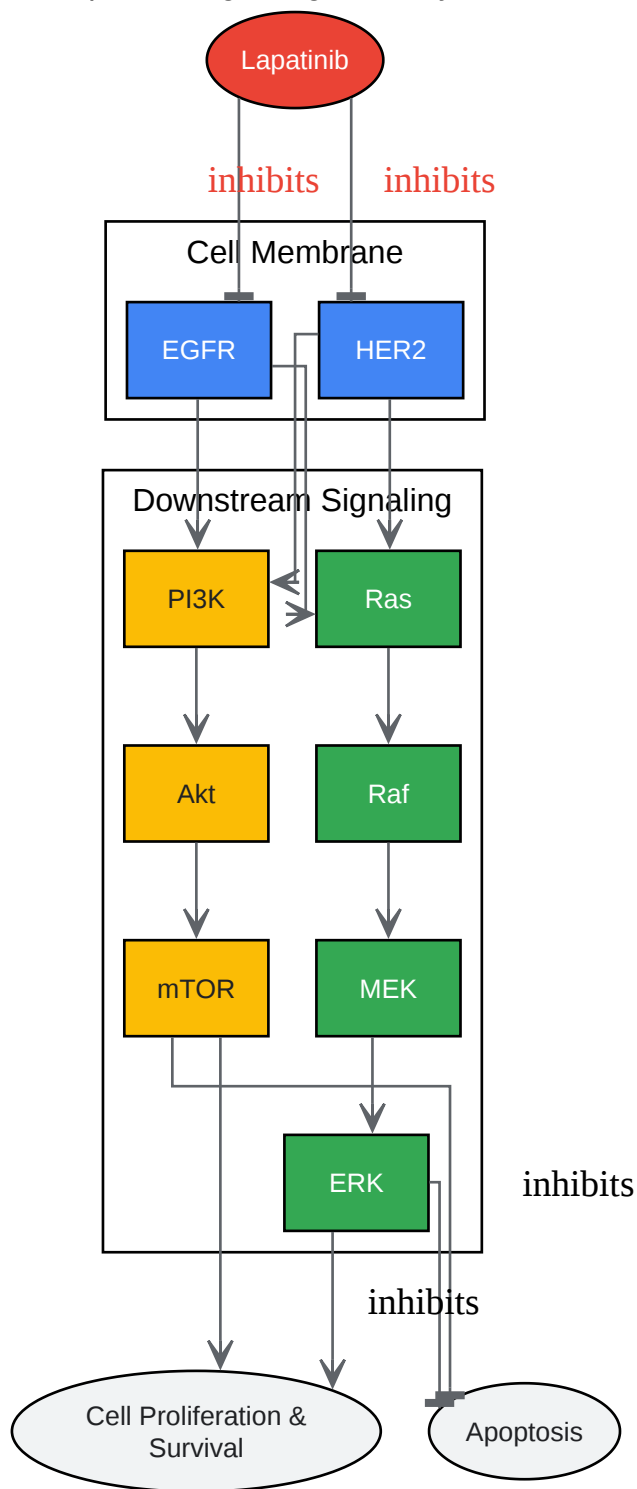 Lapatinib
inhibits
inhibits
Cell Membrane
EGFR
HER2
Downstream Signaling
PI3K
Ras
Akt
Raf
mTOR
MEK
ERK
inhibits
inhibits
Cell Proliferation &
Survival
Apoptosis